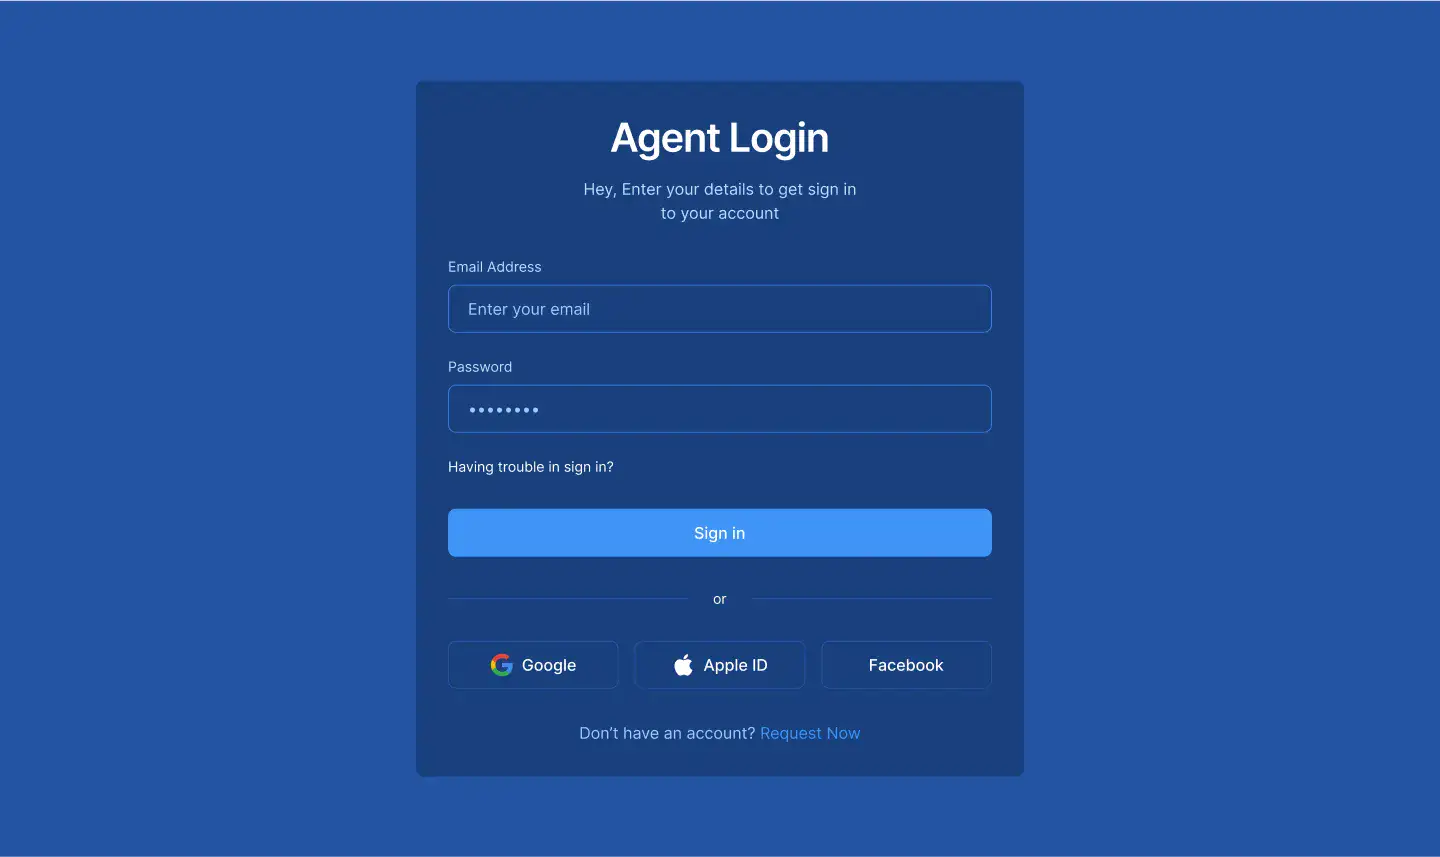 Agent Login
Hey, Enter your details to get sign in
to your account
Email Address
Enter your email
Password
••••••••
Having trouble in sign in?
Sign in
or
Google
Apple ID
Facebook
Don’t have an account? Request Now